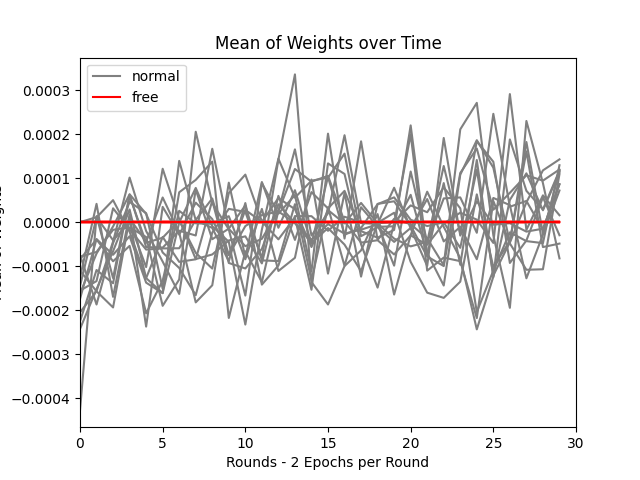 Mean of Weights over Time
normal
free
0.0003
0.0002
0.0001
0.0000
−0.0001
−0.0002
−0.0003
−0.0004
0 5 10 15 20 25 30
Rounds - 2 Epochs per Round